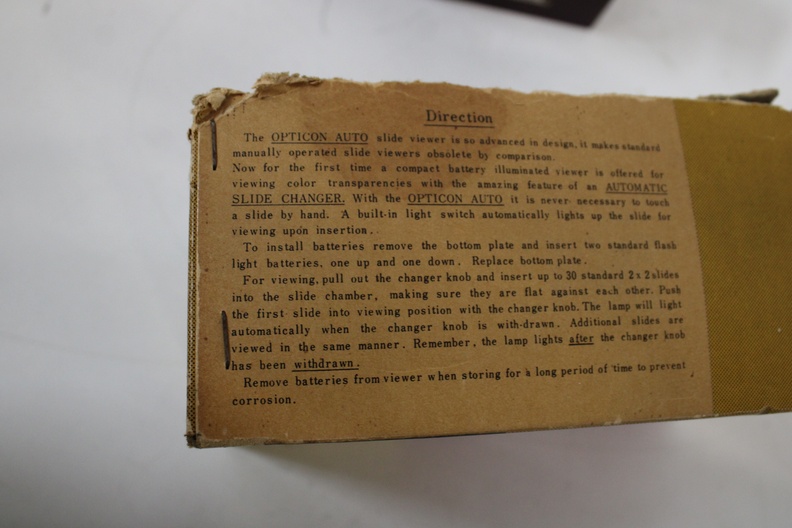 Direction
The OPTICON AUTO slide viewer is so advanced in design, it makes standard
manually operated slide viewers obsolete by comparison.
Now for the first time a compact battery illuminated viewer is offered for
viewing color transparencies with the amazing feature of an AUTOMATIC
SLIDE CHANGER. With the OPTICON AUTO it is never necessary to touch
a slide by hand. A built-in light switch automatically lights up the slide for
viewing upon insertion.
To install batteries remove the bottom plate and insert two standard flash
light batteries, one up and one down. Replace bottom plate.
For viewing, pull out the changer knob and insert up to 30 standard 2 x 2 slides
into the slide chamber, making sure they are flat against each other. Push
the first slide into viewing position with the changer knob. The lamp will light
automatically when the changer knob is with-drawn. Additional slides are
viewed in the same manner. Remember, the lamp lights after the changer knob
has been withdrawn.
Remove batteries from viewer when storing for a long period of time to prevent
corrosion.